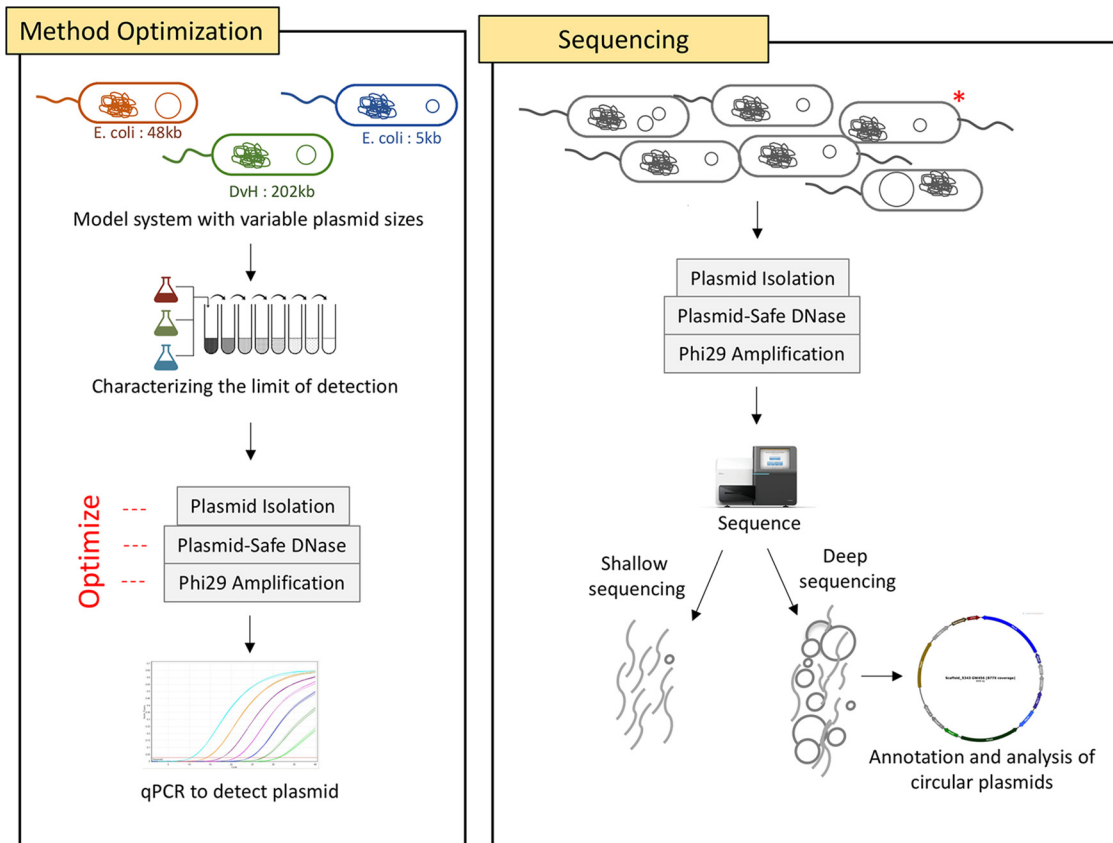 Method Optimization
E. coli : 48kb
E. coli : 5kb
DvH : 202kb
Model system with variable plasmid sizes
Characterizing the limit of detection
Optimize
Plasmid Isolation
Plasmid-Safe DNase
Phi29 Amplification
qPCR to detect plasmid
Sequencing
*
Plasmid Isolation
Plasmid-Safe DNase
Phi29 Amplification
Sequence
Shallow
sequencing
Deep
sequencing
Annotation and analysis of
circular plasmids